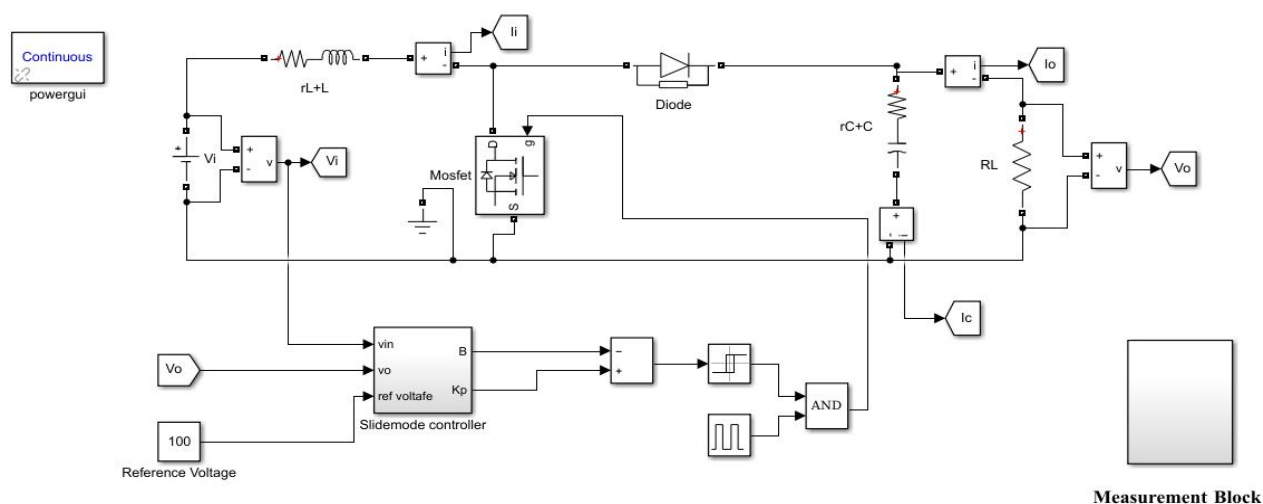 Continuous
powergui
rL+L
+
i
-
Ii
Diode
+
i
-
Io
rC+C
RL
+
-
v
Vo
+
Vi
+
-
v
Vi
Mosfet
D
g
S
+
-
i
Ic
Vo
100
Reference Voltage
vin
vo
ref voltafe
B
Kp
Slidemode controller
−
+
AND
Measurement Block